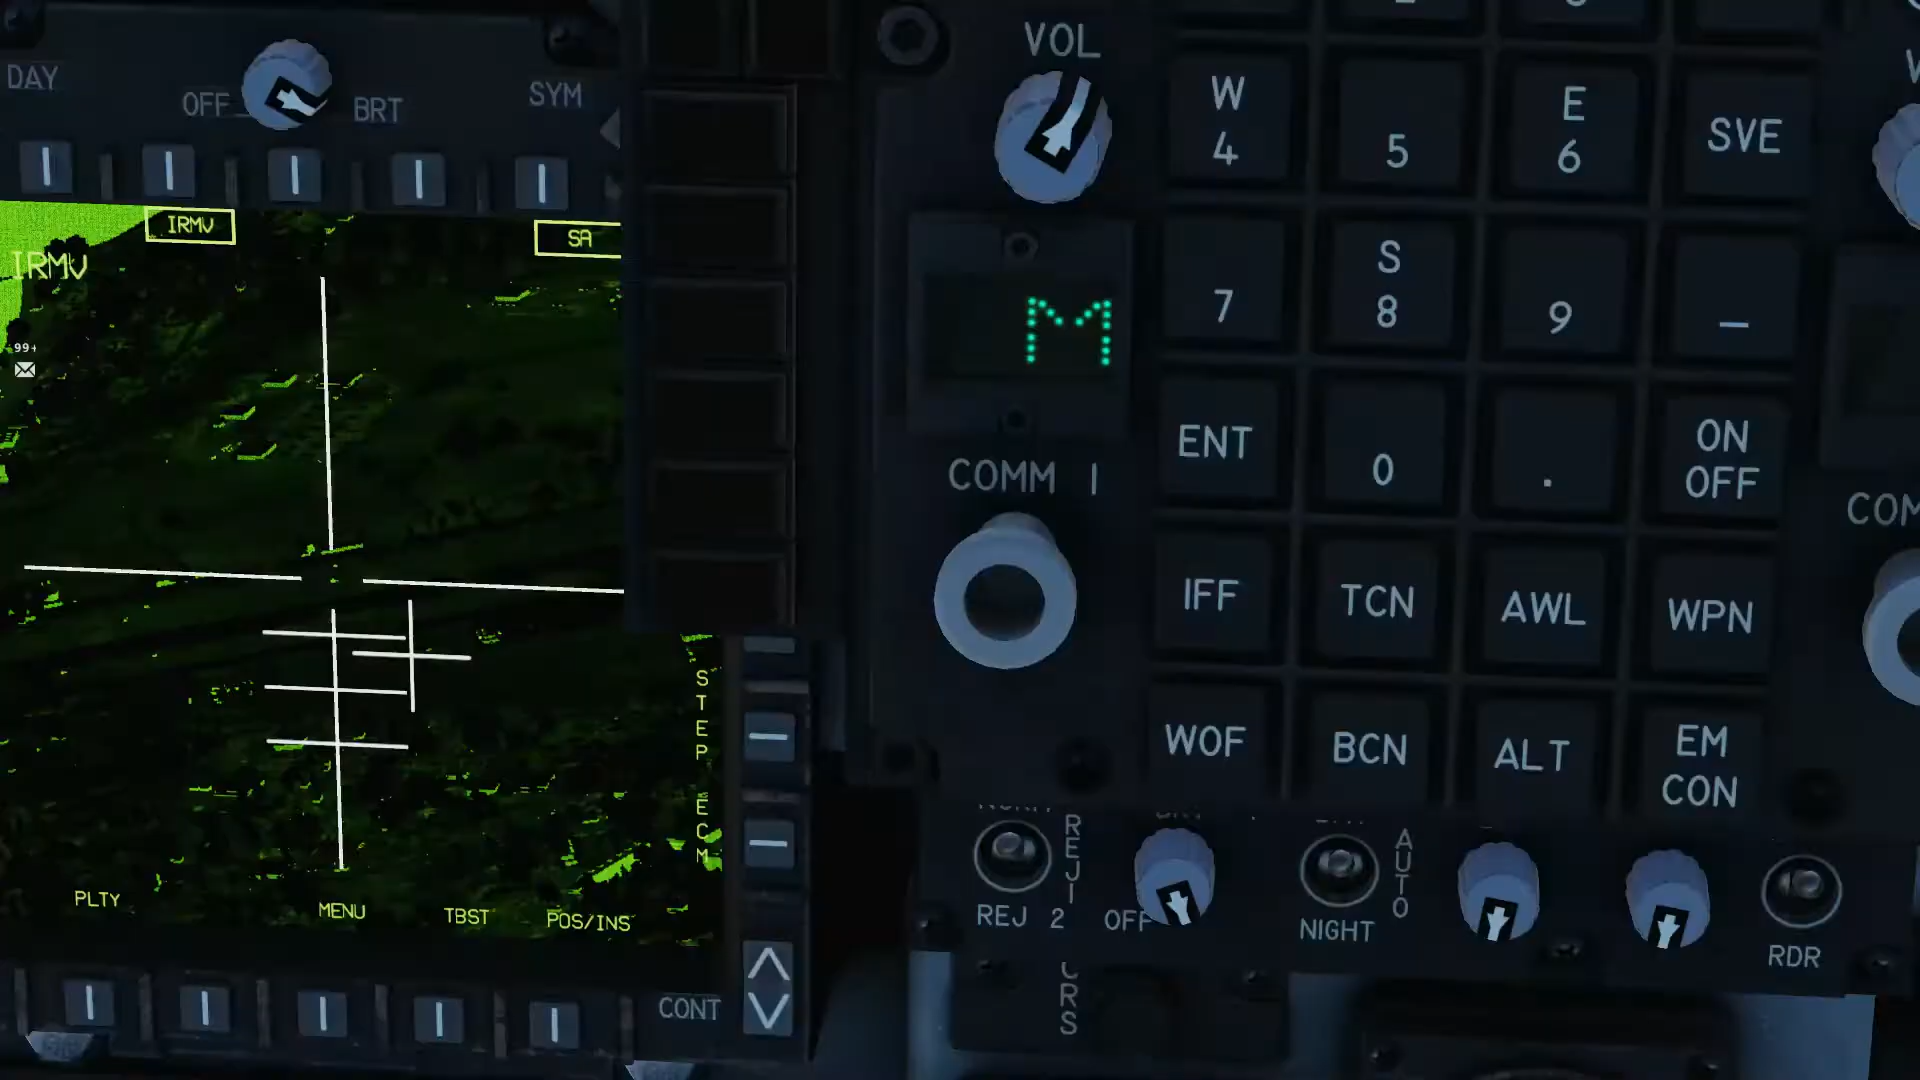 DAY
OFF
BRT
SYM
IRMV
SA
IRMV
99+
STEP
ECM
PLTY
MENU
TBST
POS/INS
CONT
VOL
M
COMM 1
W
4
5
E
6
SVE
7
S
8
9
—
ENT
0
.
ON
OFF
IFF
TCN
AWL
WPN
WOF
BCN
ALT
EM
CON
REJ 1
REJ 2
OFF
NIGHT
AUTO
RDR